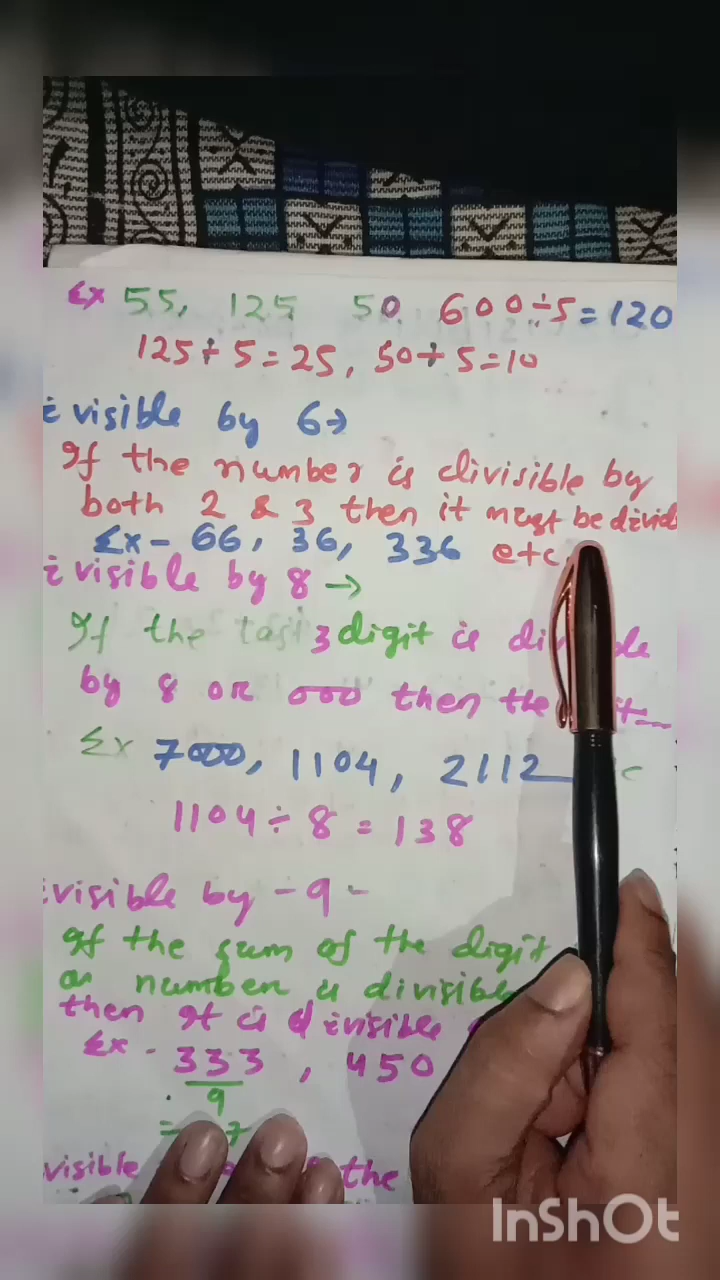 Ex 55, 125 50 600÷5=120
125÷5=25, 50÷5=10
ivisible by 6→
If the number is divisible by
both 2 & 3 then it must be divid
Ex- 66, 36, 336 etc
ivisible by 8 →
If the last 3 digit is
by 8 or 000 then the
Ex 7000, 1104, 2112
1104 ÷ 8 = 138
visible by - 9 -
If the sum of the digit
number is divisible
then It is divisible
Ex - 333, 450
9
= 7
visible the
InShOt